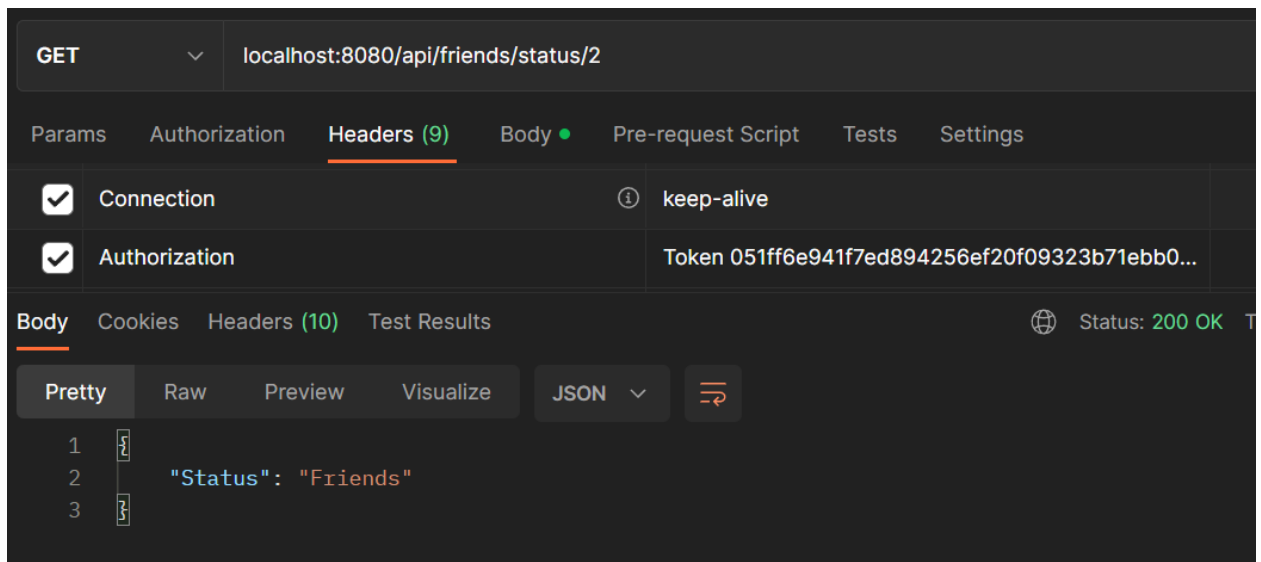 GET localhost:8080/api/friends/status/2
Params Authorization Headers (9) Body Pre-request Script Tests Settings
Connection keep-alive
Authorization Token 051ff6e941f7ed894256ef20f09323b71ebb0...
Body Cookies Headers (10) Test Results Status: 200 OK T
Pretty Raw Preview Visualize JSON
1 {
2 "Status": "Friends"
3 }